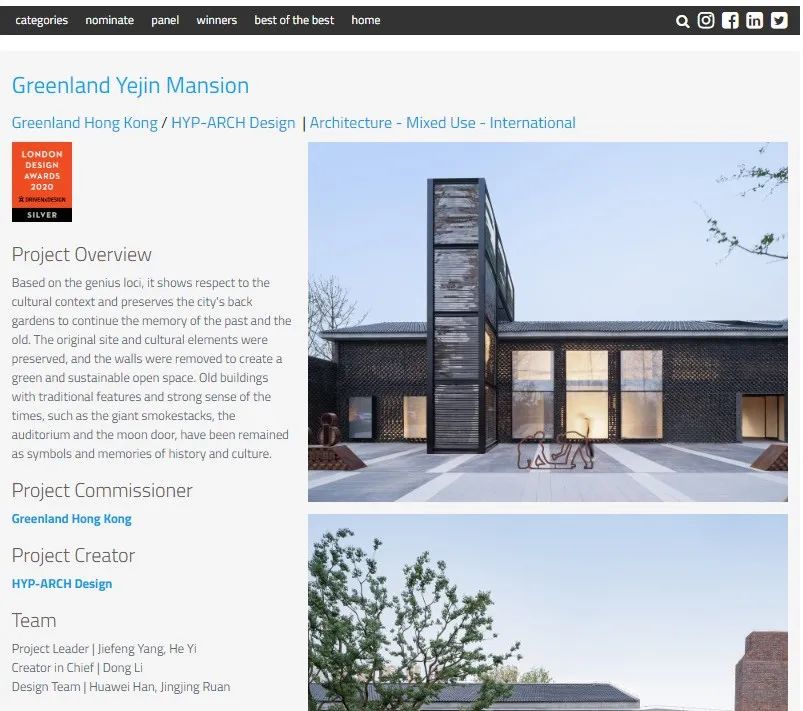 categories nominate panel winners best of the best home
Greenland Yejin Mansion
Greenland Hong Kong / HYP-ARCH Design | Architecture - Mixed Use - International
LONDON
DESIGN
AWARDS
2020
DRIVENxDESIGN
SILVER
Project Overview
Based on the genius loci, it shows respect to the
cultural context and preserves the city's back
gardens to continue the memory of the past and the
old. The original site and cultural elements were
preserved, and the walls were removed to create a
green and sustainable open space. Old buildings
with traditional features and strong sense of the
times, such as the giant smokestacks, the
auditorium and the moon door, have been remained
as symbols and memories of history and culture.
Project Commissioner
Greenland Hong Kong
Project Creator
HYP-ARCH Design
Team
Project Leader | Jiefeng Yang, He Yi
Creator in Chief | Dong Li
Design Team | Huawei Han, Jingjing Ruan